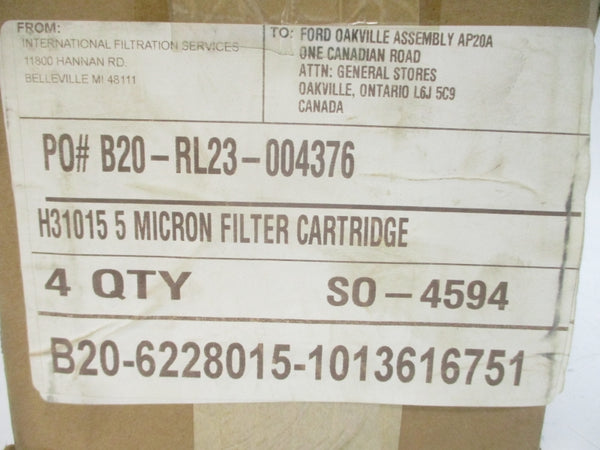 FROM:
INTERNATIONAL FILTRATION SERVICES
11800 HANNAN RD.
BELLEVILLE MI 48111
TO: FORD OAKVILLE ASSEMBLY AP20A
ONE CANADIAN ROAD
ATTN: GENERAL STORES
OAKVILLE, ONTARIO L6J 5C9
CANADA
PO# B20-RL23-004376
H31015 5 MICRON FILTER CARTRIDGE
4 QTY SO-4594
B20-6228015-1013616751